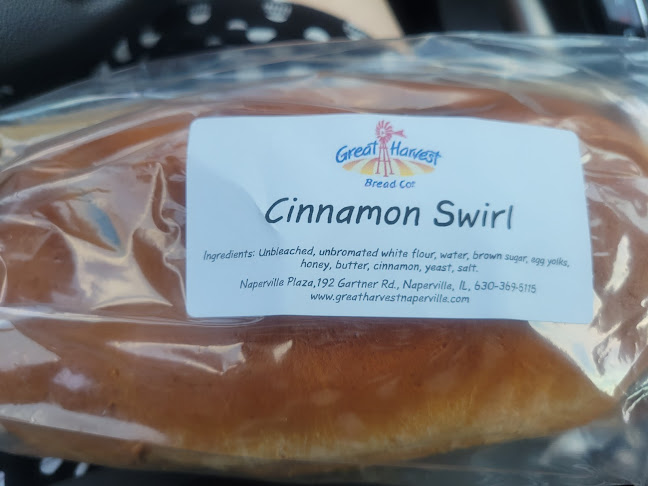 Great Harvest
Bread Co.
Cinnamon Swirl
Ingredients: Unbleached, unbromated white flour, water, brown sugar, egg yolks,
honey, butter, cinnamon, yeast, salt.
Naperville Plaza,192 Gartner Rd., Naperville, IL, 630-369-5115
www.greatharvestnaperville.com